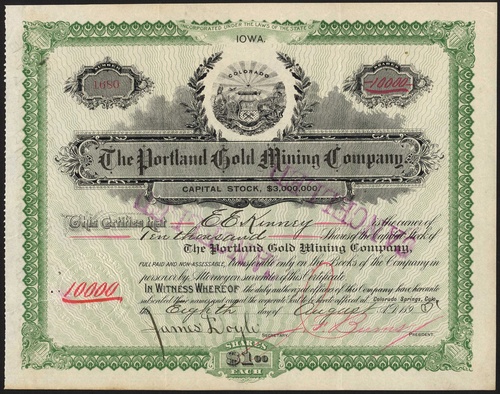 INCORPORATED UNDER THE LAWS OF THE STATE OF
IOWA.
NUMBER
1680
COLORADO
SHARES
10000
The Portland Gold Mining Company
CAPITAL STOCK, $3,000,000.
CANCELLED
This Certifies that E E Kinney is the owner of
Ten thousand Shares of the Capital Stock of
The Portland Gold Mining Company,
FULL PAID AND NON-ASSESSABLE, transferable only on the Books of the Company in
person or by Attorney on surrender of this Certificate.
10000
IN WITNESS WHEREOF the duly authorized officers of this Company have hereunto
subscribed their names and caused the corporate Seal to be hereto affixed at Colorado Springs, Colo.
this Eighth day of August A.D. 189
James Doyle
SECRETARY.
Burns
PRESIDENT.
SHARES
$1.00
EACH